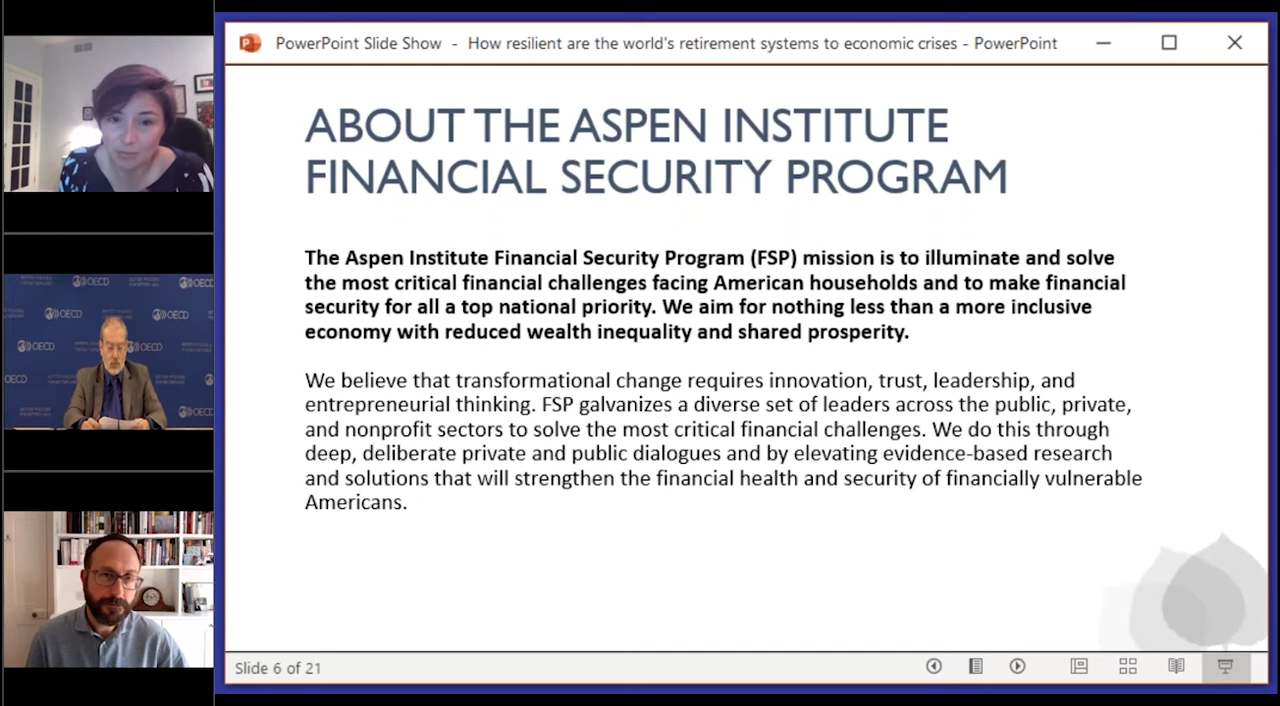 PowerPoint Slide Show - How resilient are the world's retirement systems to economic crises - PowerPoint
ABOUT THE ASPEN INSTITUTE
FINANCIAL SECURITY PROGRAM
The Aspen Institute Financial Security Program (FSP) mission is to illuminate and solve
the most critical financial challenges facing American households and to make financial
security for all a top national priority. We aim for nothing less than a more inclusive
economy with reduced wealth inequality and shared prosperity.
We believe that transformational change requires innovation, trust, leadership, and
entrepreneurial thinking. FSP galvanizes a diverse set of leaders across the public, private,
and nonprofit sectors to solve the most critical financial challenges. We do this through
deep, deliberate private and public dialogues and by elevating evidence-based research
and solutions that will strengthen the financial health and security of financially vulnerable
Americans.
Slide 6 of 21
OECD
OECD
OECD
OECD
OECD
OECD
OECD
OECD